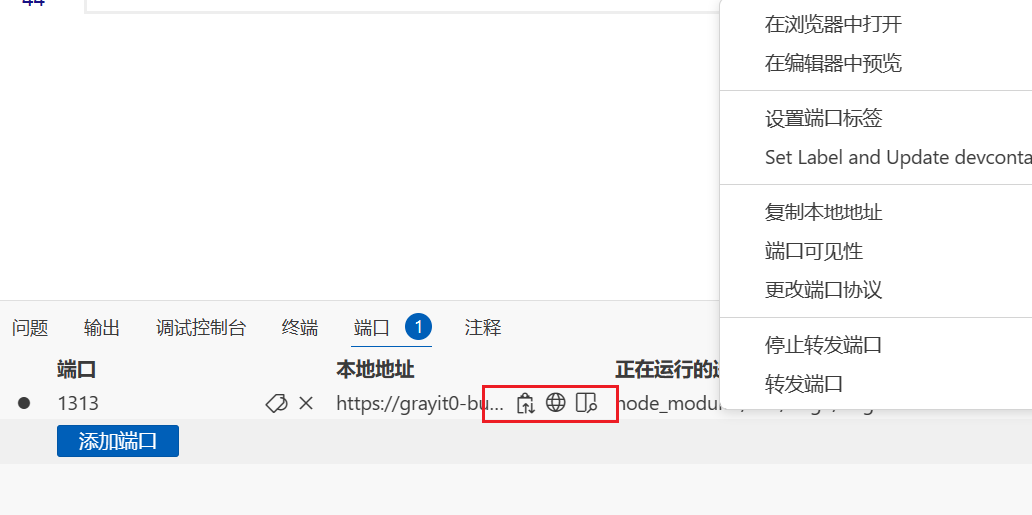 44
在浏览器中打开
在编辑器中预览
设置端口标签
Set Label and Update devconta
复制本地地址
端口可见性
更改端口协议
停止转发端口
转发端口
问题 输出 调试控制台 终端 端口 1 注释
端口 本地地址 正在运行的
1313 https://grayit0-bu... node_modul
添加端口